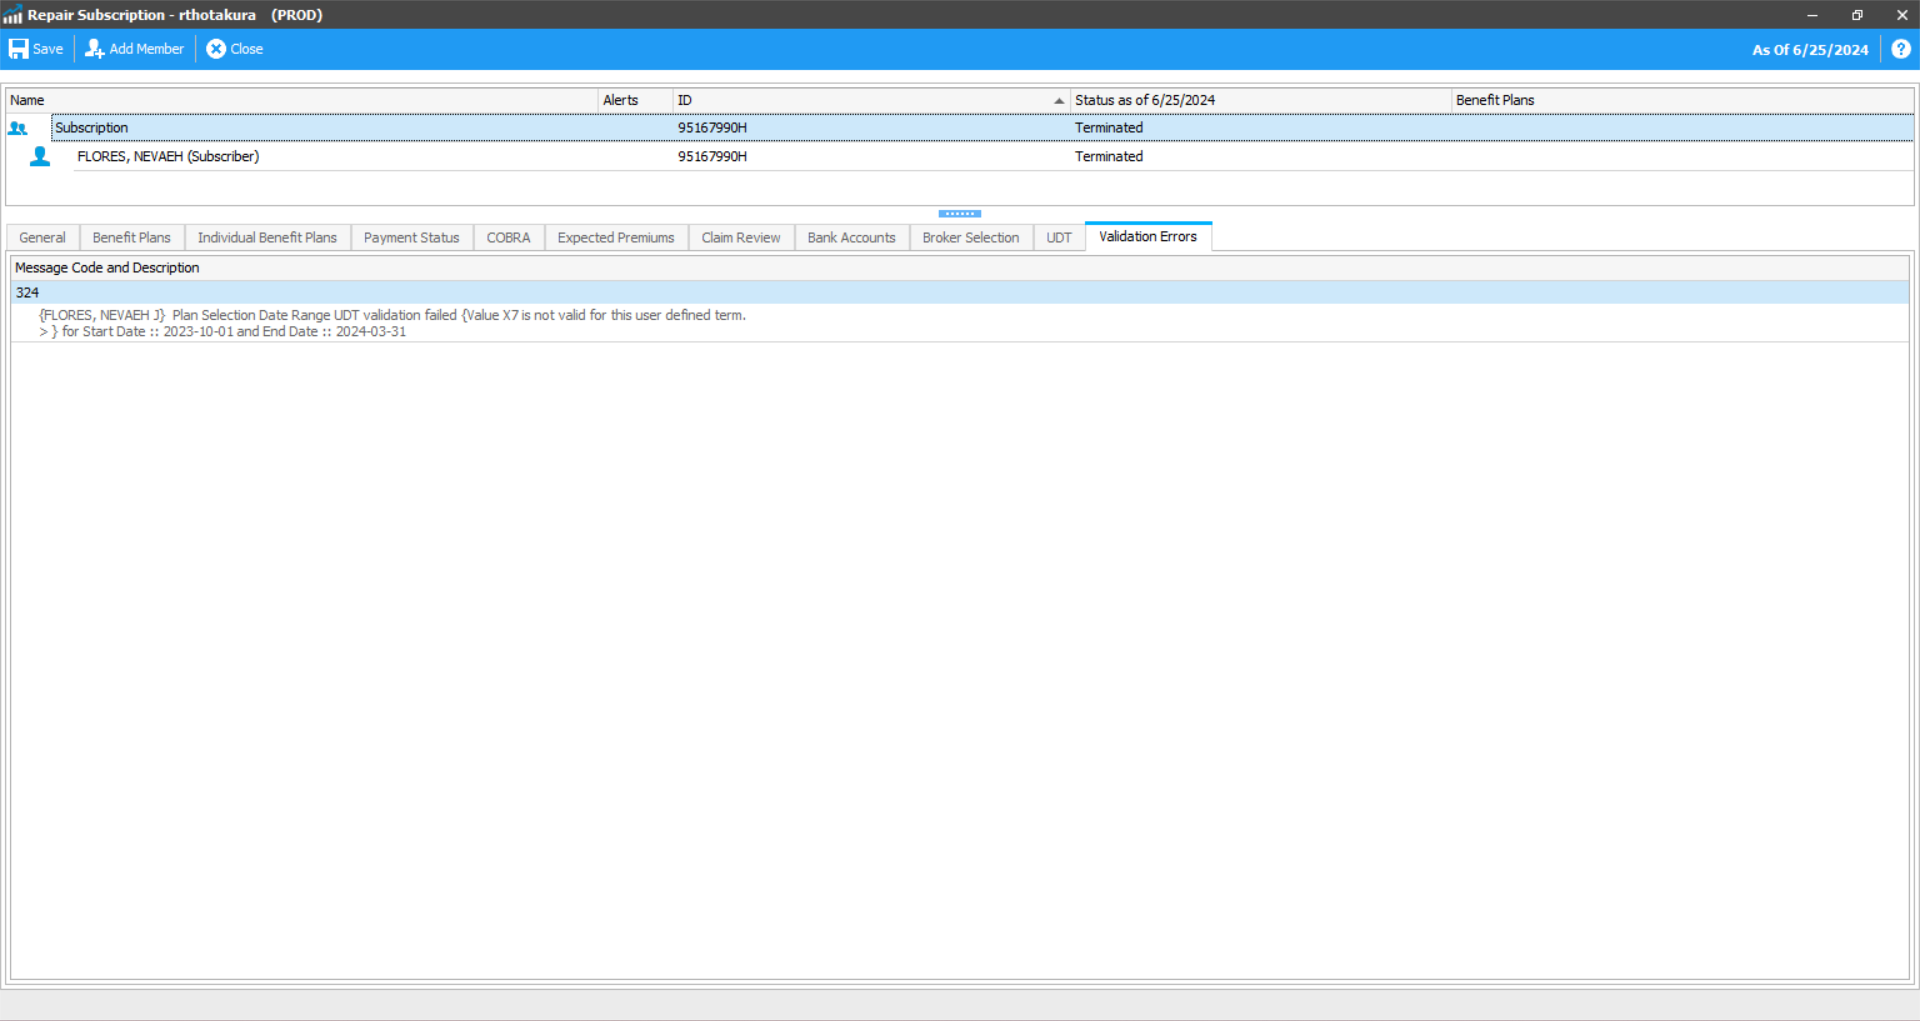 Repair Subscription - rthotakura (PROD)
Save Add Member Close As Of 6/25/2024 ?
Name Alerts ID Status as of 6/25/2024 Benefit Plans
Subscription 95167990H Terminated
FLORES, NEVAEH (Subscriber) 95167990H Terminated
General Benefit Plans Individual Benefit Plans Payment Status COBRA Expected Premiums Claim Review Bank Accounts Broker Selection UDT Validation Errors
Message Code and Description
324
{FLORES, NEVAEH J} Plan Selection Date Range UDT validation failed {Value X7 is not valid for this user defined term.
> } for Start Date :: 2023-10-01 and End Date :: 2024-03-31